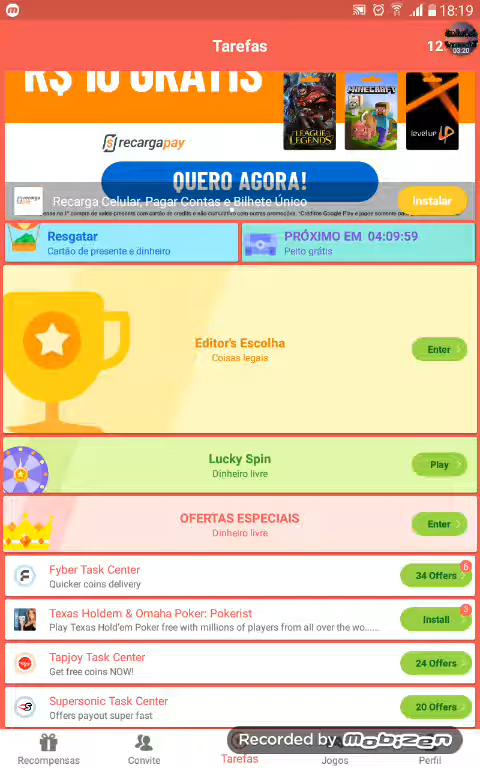 18:19
Tarefas
12
03:20
R$ 10 GRÁTIS
LEAGUE LEGENDS
MINECRAFT
level up
recargapay
QUERO AGORA!
Recarga Celular, Pagar Contas e Bilhete Único
Instalar
Resgatar
Cartão de presente e dinheiro
PRÓXIMO EM 04:09:59
Peito grátis
Editor's Escolha
Coisas legais
Enter
Lucky Spin
Dinheiro livre
Play
OFERTAS ESPECIAIS
Dinheiro livre
Enter
Fyber Task Center
Quicker coins delivery
34 Offers
6
Texas Holdem & Omaha Poker: Pokerist
Play Texas Hold'em Poker free with millions of players from all over the wo......
Install
3
Tapjoy Task Center
Get free coins NOW!
24 Offers
Supersonic Task Center
Offers payout super fast
20 Offers
Recorded by Mobizen
Recompensas
Convite
Tarefas
Jogos
Perfil